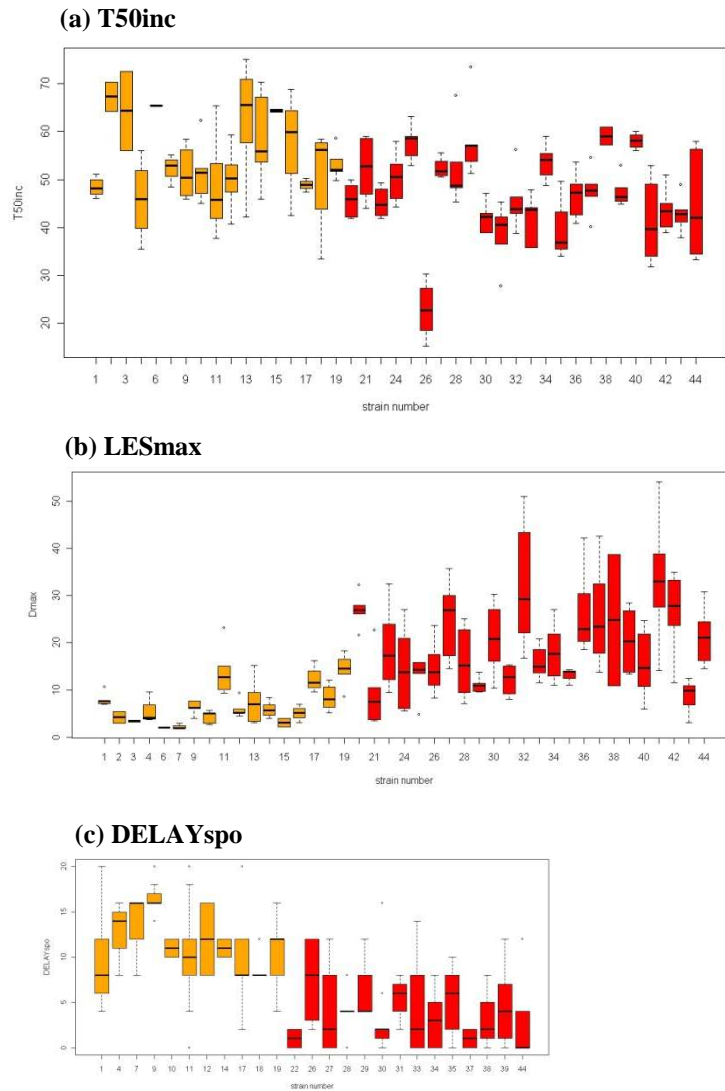 (a) T50inc
T50inc
70
60
50
40
30
20
1 3 6 9 11 13 15 17 19 21 24 26 28 30 32 34 36 38 40 42 44
strain number
(b) LESmax
Dmax
50
40
30
20
10
0
1 2 3 4 6 7 9 11 13 15 17 19 21 24 26 28 30 32 34 36 38 40 42 44
strain number
(c) DELAYspo
DELAYspo
20
15
10
5
0
1 4 7 9 10 11 12 14 17 18 19 22 26 27 28 29 30 31 33 34 35 37 38 39 44
strain number